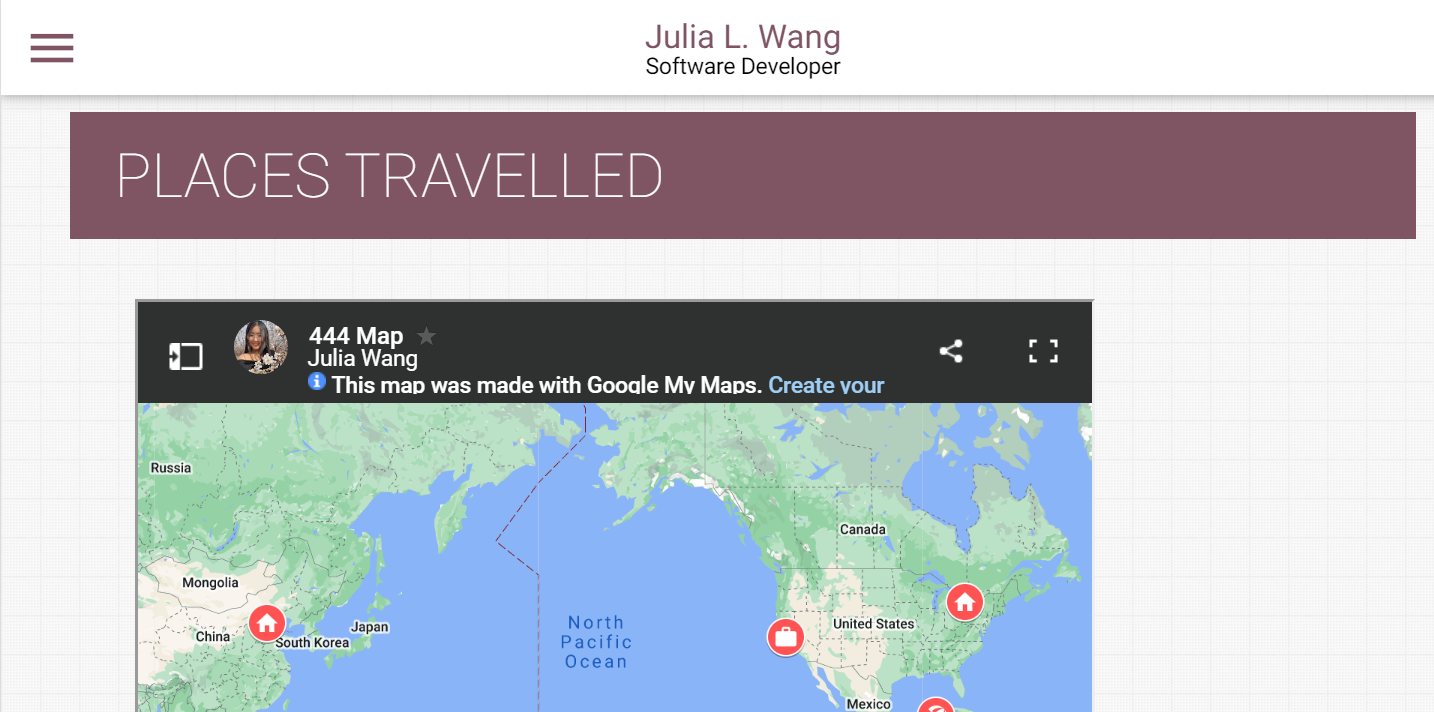 Julia L. Wang
Software Developer
PLACES TRAVELLED
444 Map
Julia Wang
This map was made with Google My Maps. Create your
Russia
Canada
Mongolia
North
Pacific
Ocean
United States
Japan
China
South Korea
Mexico